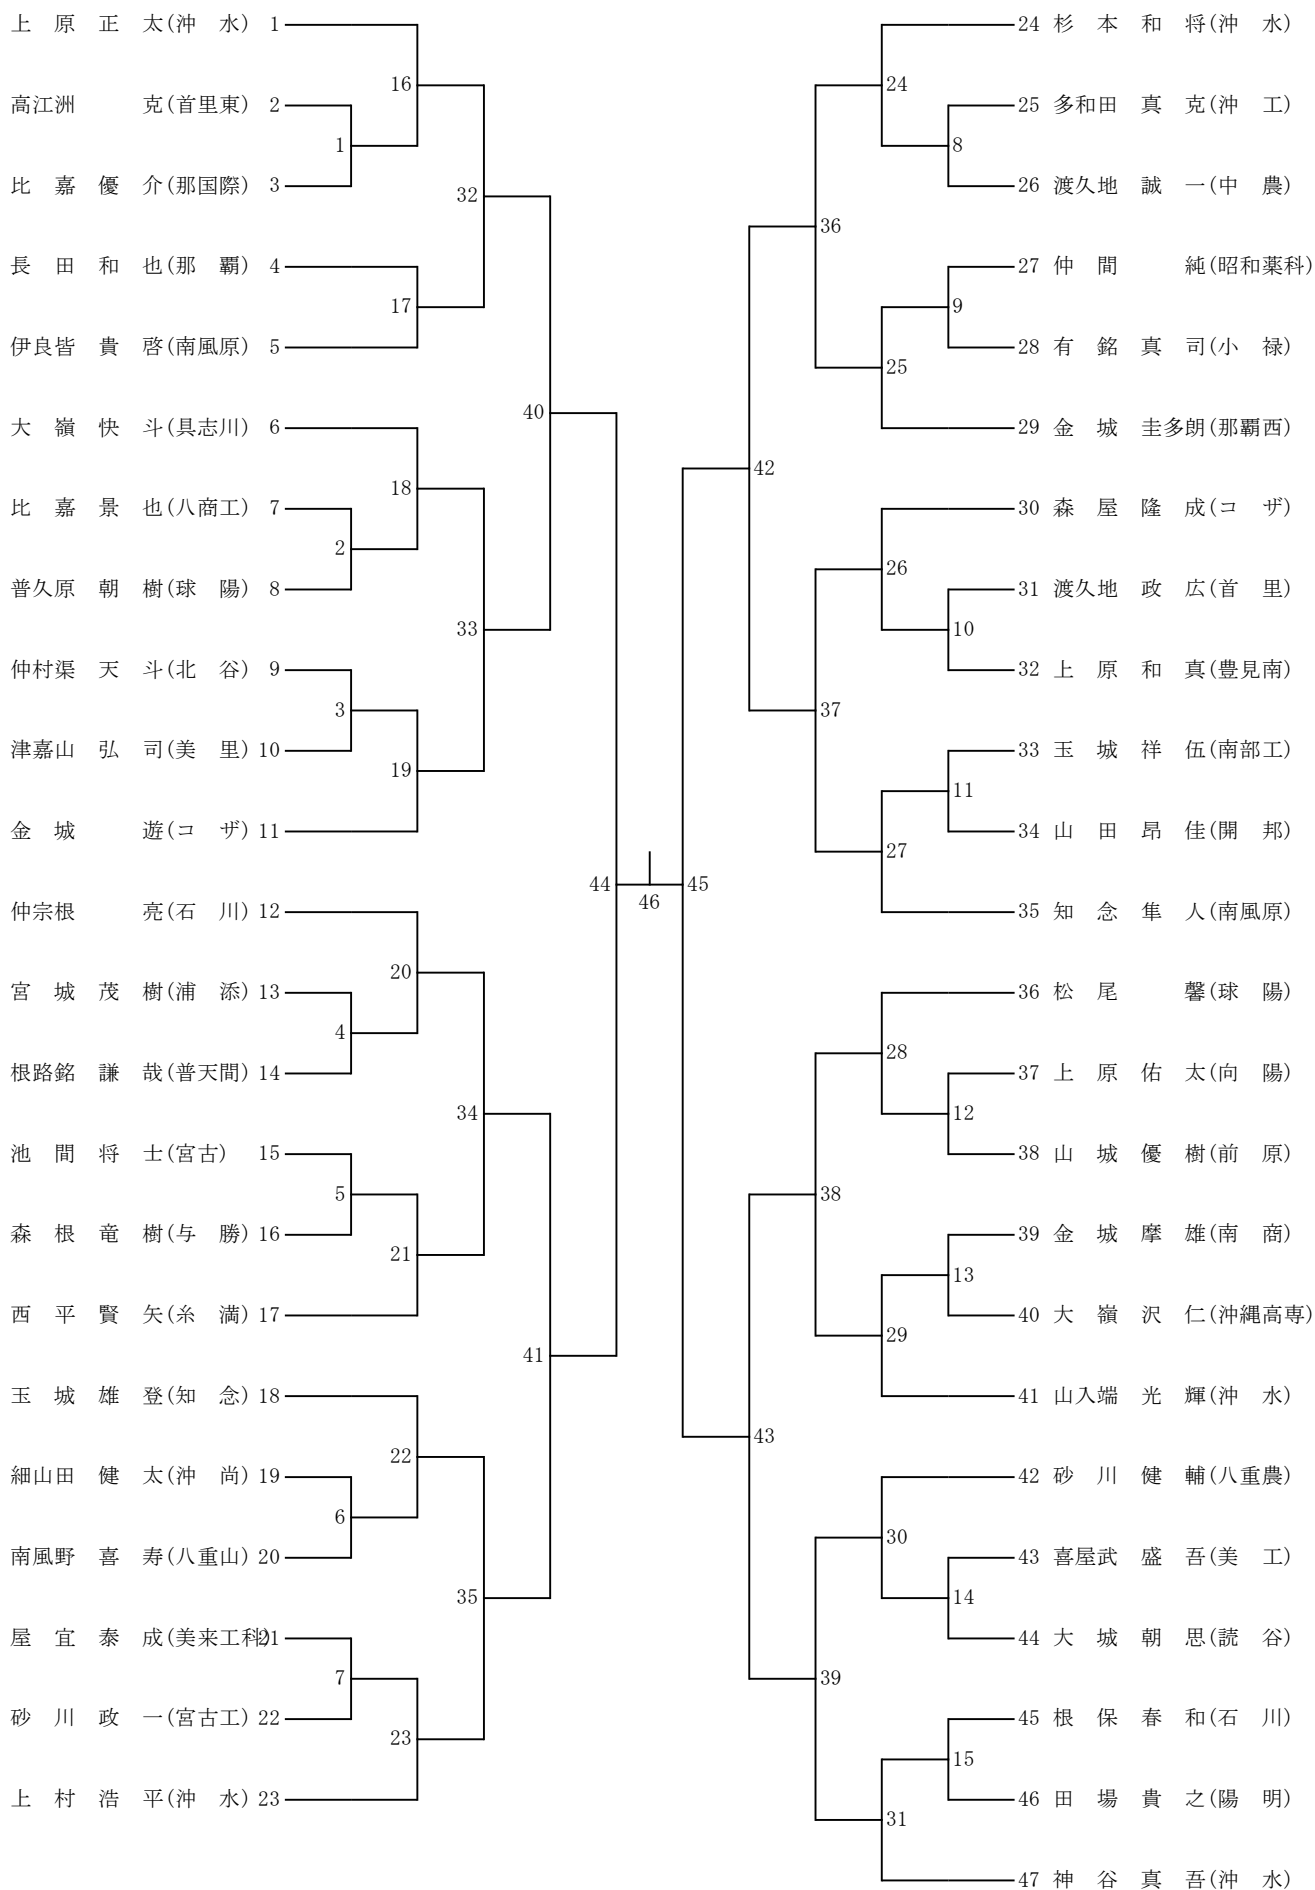 上 原 正 太(沖 水) 1
高江洲 克(首里東) 2
比 嘉 優 介(那国際) 3
長 田 和 也(那 覇) 4
伊良皆 貴 啓(南風原) 5
大 嶺 快 斗(具志川) 6
比 嘉 景 也(八商工) 7
普久原 朝 樹(球 陽) 8
仲村渠 天 斗(北 谷) 9
津嘉山 弘 司(美 里) 10
金 城 遊(コ ザ) 11
仲宗根 亮(石 川) 12
宮 城 茂 樹(浦 添) 13
根路銘 謙 哉(普天間) 14
池 間 将 士(宮古) 15
森 根 竜 樹(与 勝) 16
西 平 賢 矢(糸 満) 17
玉 城 雄 登(知 念) 18
細山田 健 太(沖 尚) 19
南風野 喜 寿(八重山) 20
屋 宜 泰 成(美来工科) 21
砂 川 政 一(宮古工) 22
上 村 浩 平(沖 水) 23
1
2
3
4
5
6
7
16
17
18
19
20
21
22
23
32
33
34
35
40
41
44
46
45
42
43
36
37
38
39
24
25
26
27
28
29
30
31
8
9
10
11
12
13
14
15
24 杉 本 和 将(沖 水)
25 多和田 真 克(沖 工)
26 渡久地 誠 一(中 農)
27 仲 間 純(昭和薬科)
28 有 銘 真 司(小 禄)
29 金 城 圭多朗(那覇西)
30 森 屋 隆 成(コ ザ)
31 渡久地 政 広(首 里)
32 上 原 和 真(豊見南)
33 玉 城 祥 伍(南部工)
34 山 田 昂 佳(開 邦)
35 知 念 隼 人(南風原)
36 松 尾 馨(球 陽)
37 上 原 佑 太(向 陽)
38 山 城 優 樹(前 原)
39 金 城 摩 雄(南 商)
40 大 嶺 沢 仁(沖縄高専)
41 山入端 光 輝(沖 水)
42 砂 川 健 輔(八重農)
43 喜屋武 盛 吾(美 工)
44 大 城 朝 思(読 谷)
45 根 保 春 和(石 川)
46 田 場 貴 之(陽 明)
47 神 谷 真 吾(沖 水)